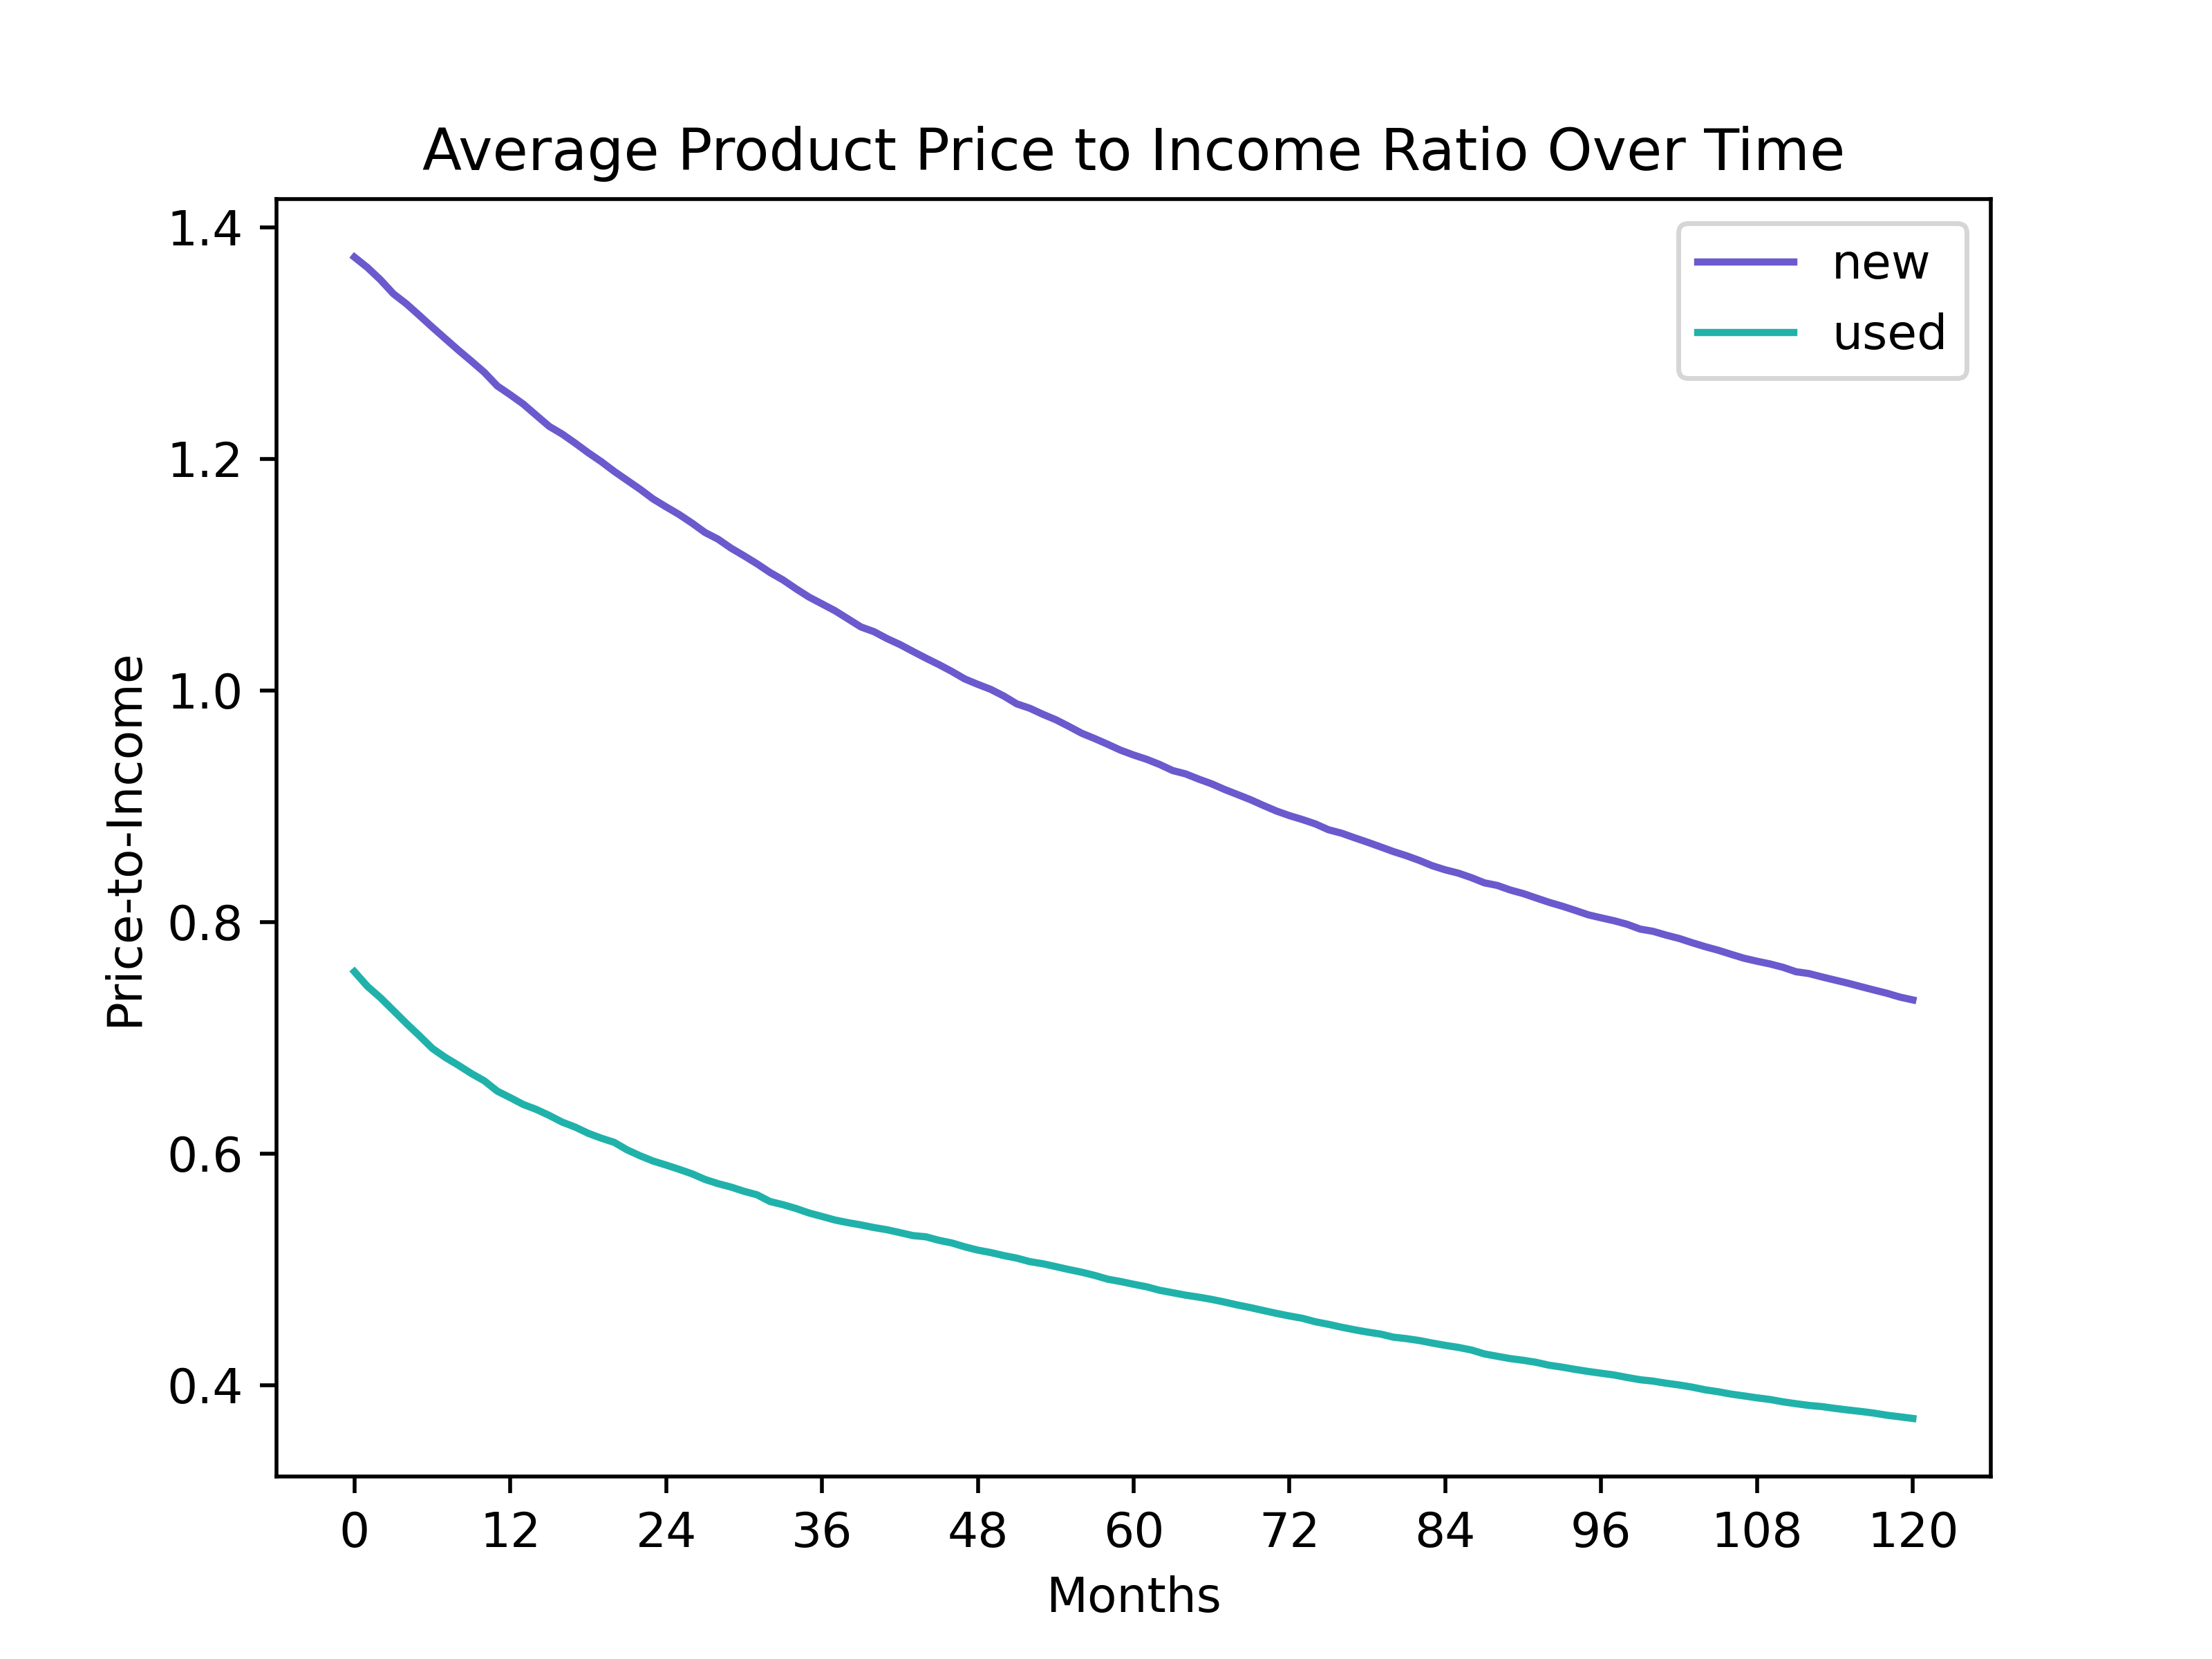 Average Product Price to Income Ratio Over Time
new
used
1.4
1.2
1.0
0.8
0.6
0.4
Price-to-Income
0 12 24 36 48 60 72 84 96 108 120
Months